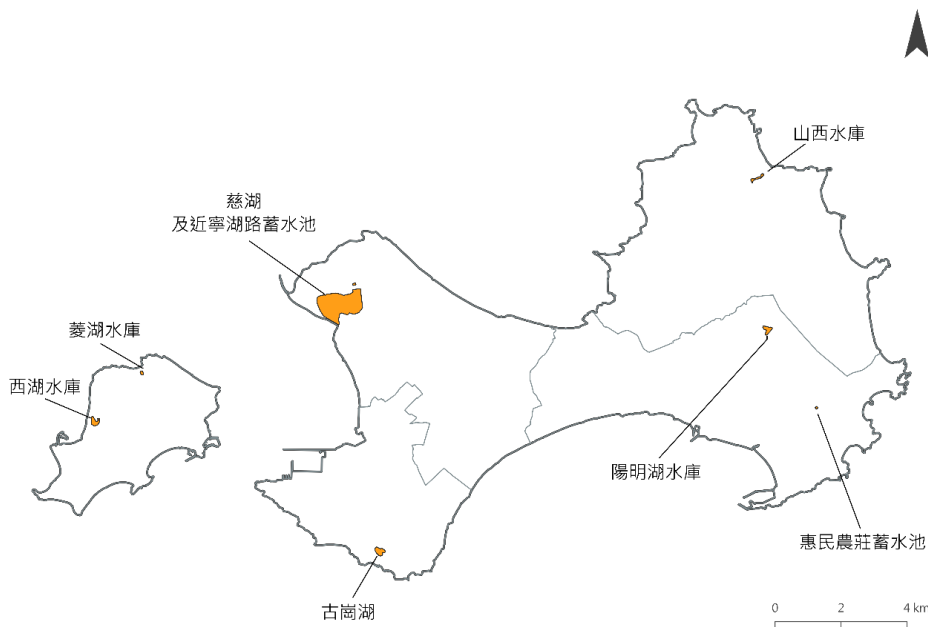 山西水庫
慈湖
及近寧湖路蓄水池
菱湖水庫
西湖水庫
陽明湖水庫
惠民農莊蓄水池
古崗湖
0 2 4 km